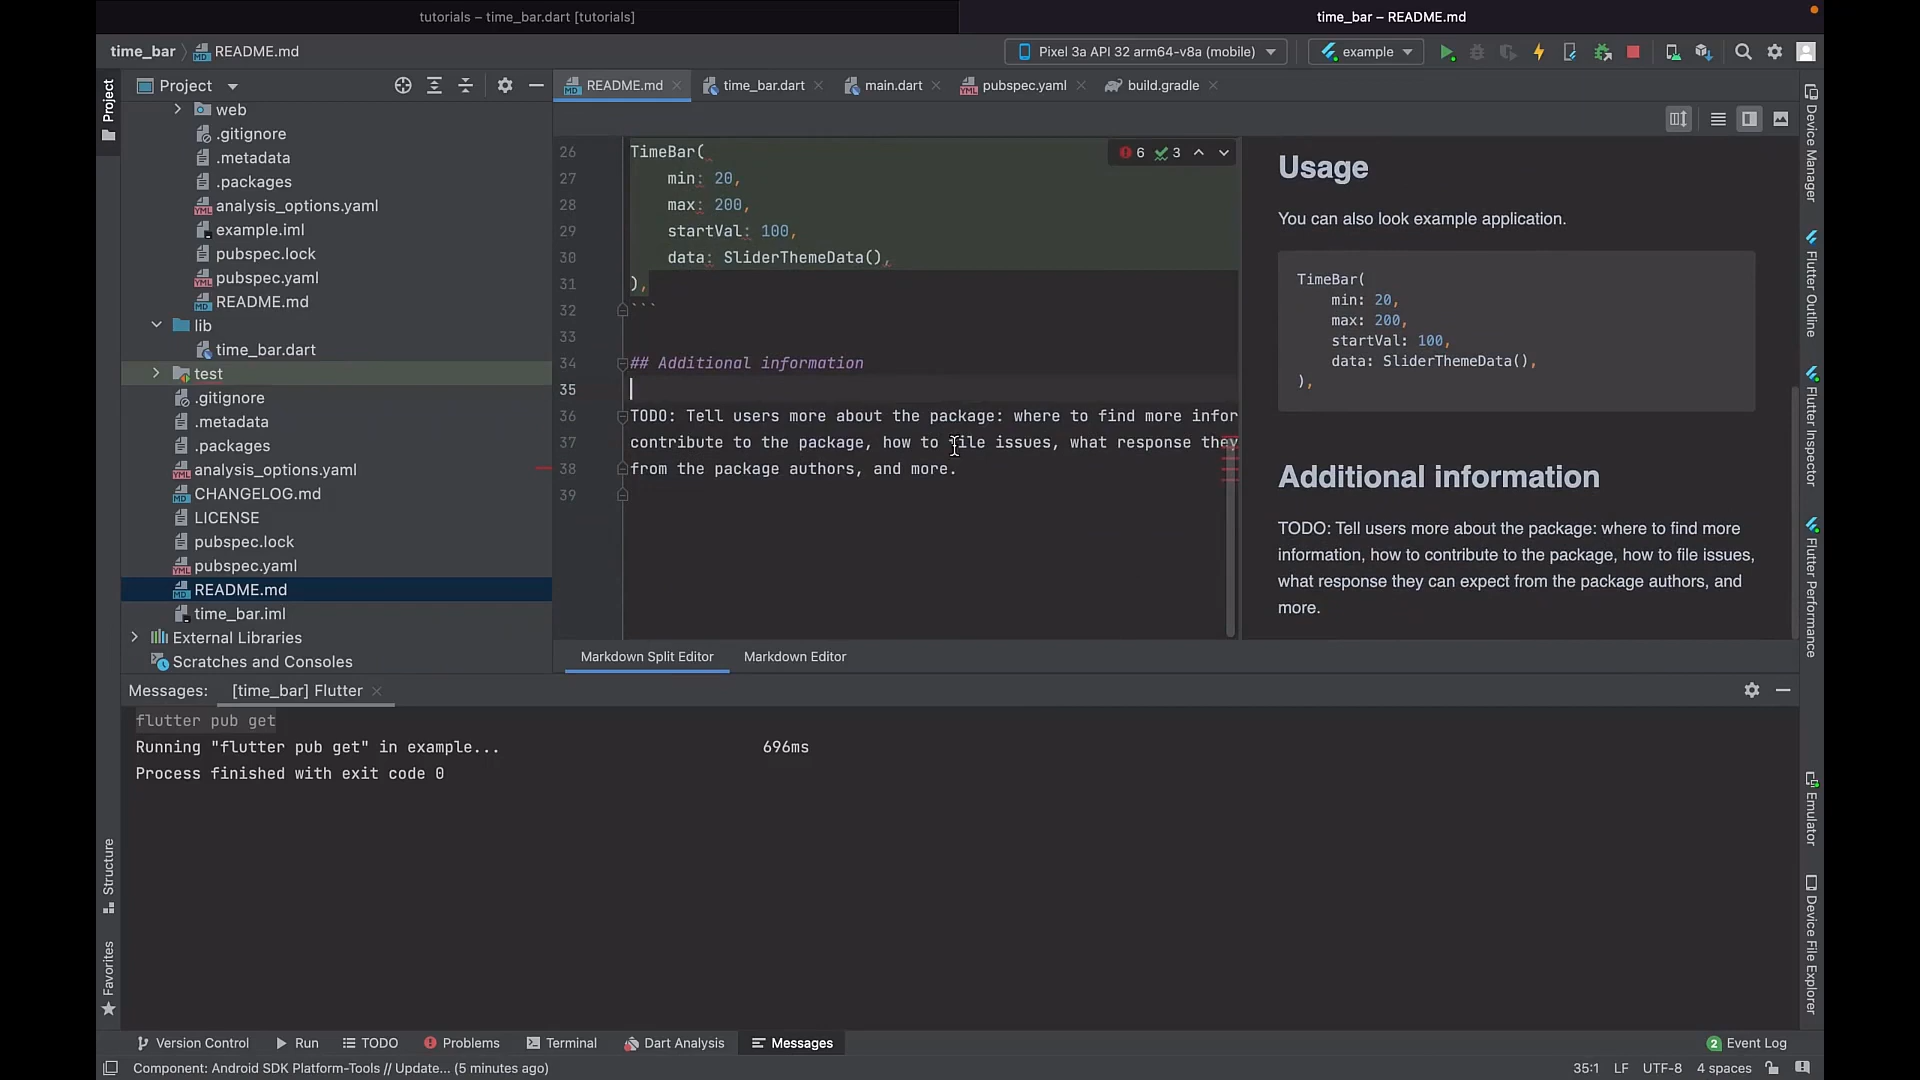 tutorials – time_bar.dart [tutorials]
time_bar – README.md
time_bar
README.md
Pixel 3a API 32 arm64-v8a (mobile)
example
Project
README.md
time_bar.dart
main.dart
pubspec.yaml
build.gradle
Project
web
.gitignore
.metadata
.packages
analysis_options.yaml
example.iml
pubspec.lock
pubspec.yaml
README.md
lib
time_bar.dart
test
.gitignore
.metadata
.packages
analysis_options.yaml
CHANGELOG.md
LICENSE
pubspec.lock
pubspec.yaml
README.md
time_bar.iml
External Libraries
Scratches and Consoles
6 3
26 TimeBar(
27 min: 20,
28 max: 200,
29 startVal: 100,
30 data: SliderThemeData(),
31 ),
32 ```
33
34 ## Additional information
35
36 TODO: Tell users more about the package: where to find more infor
37 contribute to the package, how to file issues, what response they
38 from the package authors, and more.
39
Usage
You can also look example application.
TimeBar(
min: 20,
max: 200,
startVal: 100,
data: SliderThemeData(),
),
Additional information
TODO: Tell users more about the package: where to find more
information, how to contribute to the package, how to file issues,
what response they can expect from the package authors, and
more.
Markdown Split Editor
Markdown Editor
Device Manager
Flutter Outline
Flutter Inspector
Flutter Performance
Emulator
Device File Explorer
Messages:
[time_bar] Flutter
flutter pub get
Running "flutter pub get" in example... 696ms
Process finished with exit code 0
Structure
Favorites
Version Control
Run
TODO
Problems
Terminal
Dart Analysis
Messages
2 Event Log
Component: Android SDK Platform-Tools // Update... (5 minutes ago)
35:1 LF UTF-8 4 spaces